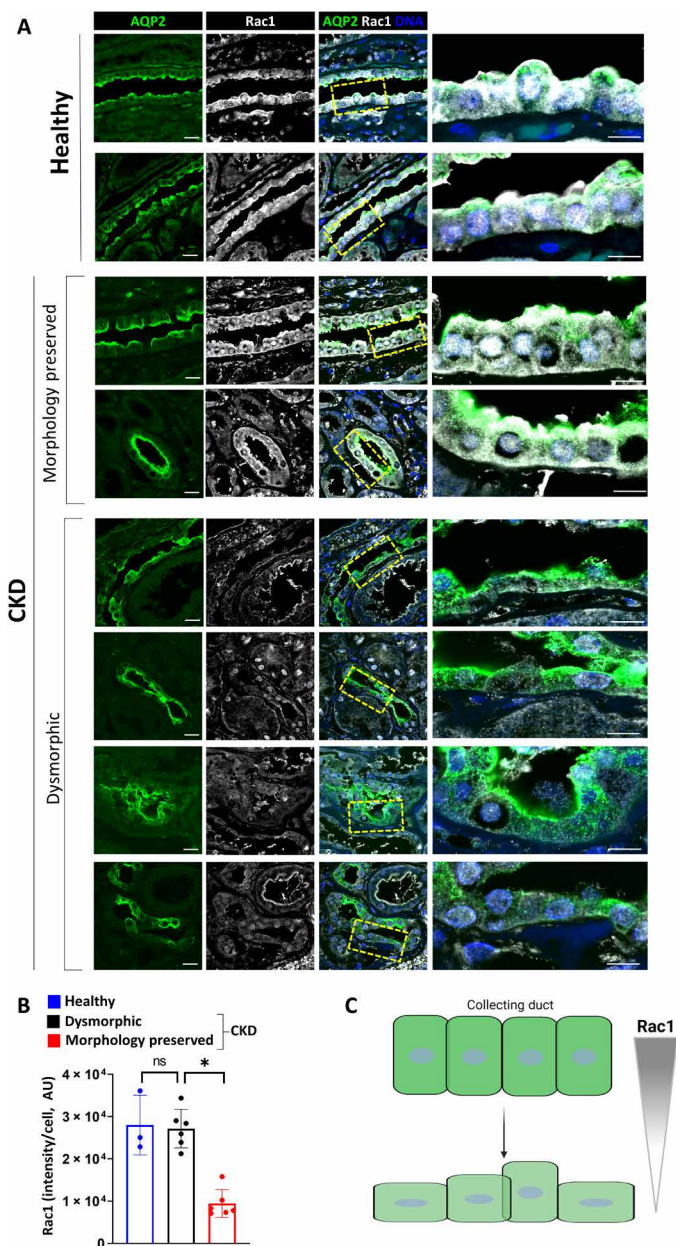 A
AQP2
Rac1
AQP2 Rac1 DNA
Healthy
CKD
Morphology preserved
Dysmorphic
B
Healthy
Dysmorphic
Morphology preserved
CKD
ns
*
Rac1 (intensity/cell, AU)
4 × 10⁴
3 × 10⁴
2 × 10⁴
1 × 10⁴
0
C
Collecting duct
Rac1